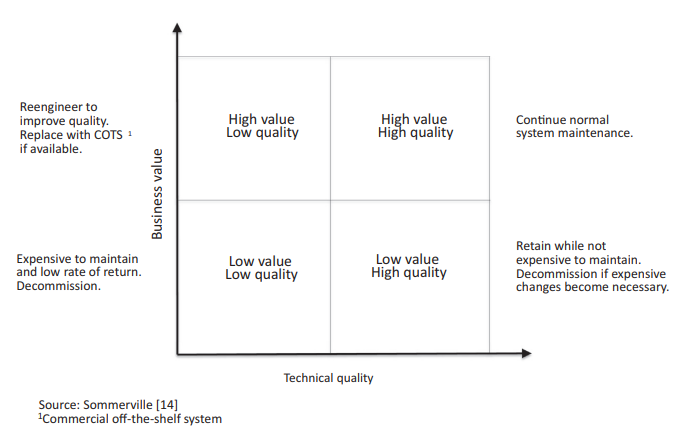 Reengineer to
improve quality.
Replace with COTS ¹
if available.
High value
Low quality
High value
High quality
Continue normal
system maintenance.
Business value
Expensive to maintain
and low rate of return.
Decommission.
Low value
Low quality
Low value
High quality
Retain while not
expensive to maintain.
Decommission if expensive
changes become necessary.
Technical quality
Source: Sommerville [14]
¹Commercial off-the-shelf system